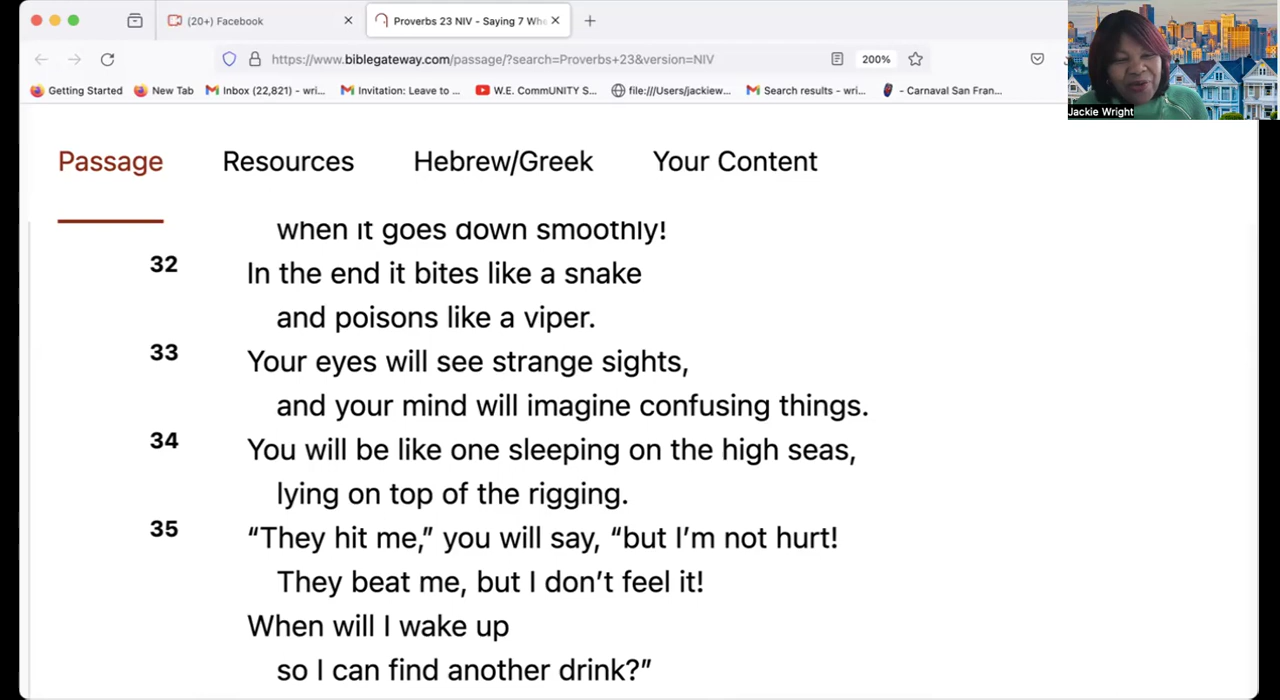 (20+) Facebook
Proverbs 23 NIV - Saying 7 Whe
https://www.biblegateway.com/passage/?search=Proverbs+23&version=NIV
200%
Getting Started
New Tab
Inbox (22,821) - wri...
Invitation: Leave to ...
W.E. CommUNITY S...
file:///Users/jackiew...
Search results - wri...
- Carnaval San Fran...
Jackie Wright
Passage
Resources
Hebrew/Greek
Your Content
when it goes down smoothly!
32 In the end it bites like a snake
and poisons like a viper.
33 Your eyes will see strange sights,
and your mind will imagine confusing things.
34 You will be like one sleeping on the high seas,
lying on top of the rigging.
35 “They hit me,” you will say, “but I’m not hurt!
They beat me, but I don’t feel it!
When will I wake up
so I can find another drink?”